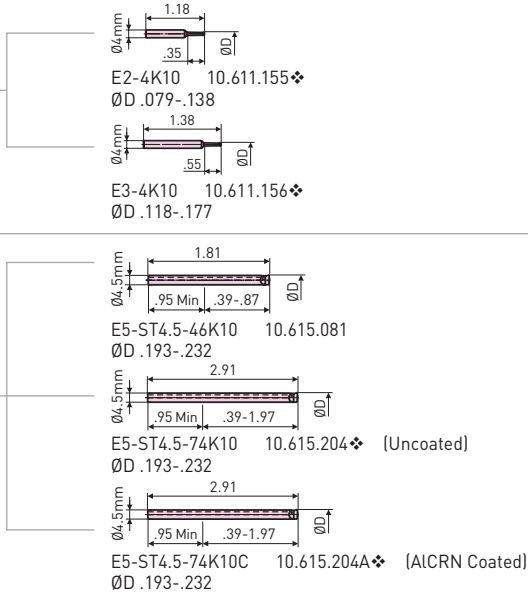 1.18
Ø4mm
.35
ØD
E2-4K10 10.611.155❖
ØD .079-.138
1.38
Ø4mm
.55
ØD
E3-4K10 10.611.156❖
ØD .118-.177
1.81
Ø4.5mm
.95 Min .39-.87
ØD
E5-ST4.5-46K10 10.615.081
ØD .193-.232
2.91
Ø4.5mm
.95 Min .39-1.97
ØD
E5-ST4.5-74K10 10.615.204❖ (Uncoated)
ØD .193-.232
2.91
Ø4.5mm
.95 Min .39-1.97
ØD
E5-ST4.5-74K10C 10.615.204A❖ (AlCRN Coated)
ØD .193-.232